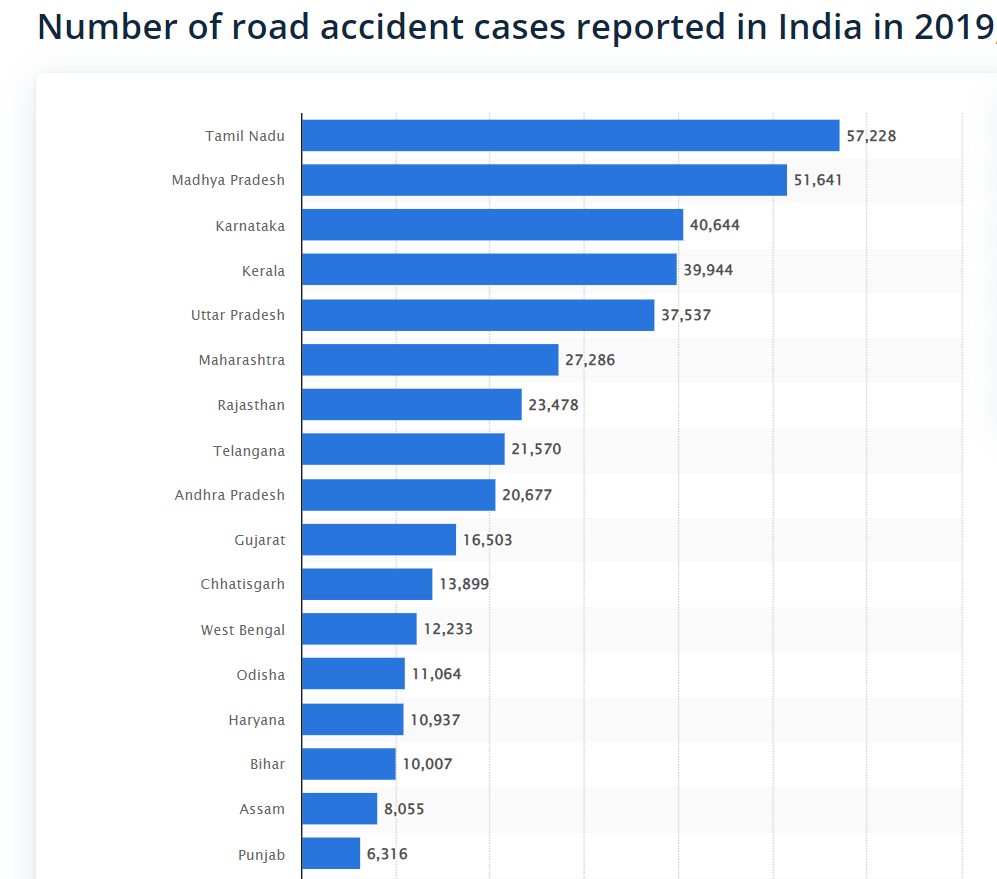 Number of road accident cases reported in India in 2019,
Tamil Nadu 57,228
Madhya Pradesh 51,641
Karnataka 40,644
Kerala 39,944
Uttar Pradesh 37,537
Maharashtra 27,286
Rajasthan 23,478
Telangana 21,570
Andhra Pradesh 20,677
Gujarat 16,503
Chhatisgarh 13,899
West Bengal 12,233
Odisha 11,064
Haryana 10,937
Bihar 10,007
Assam 8,055
Punjab 6,316